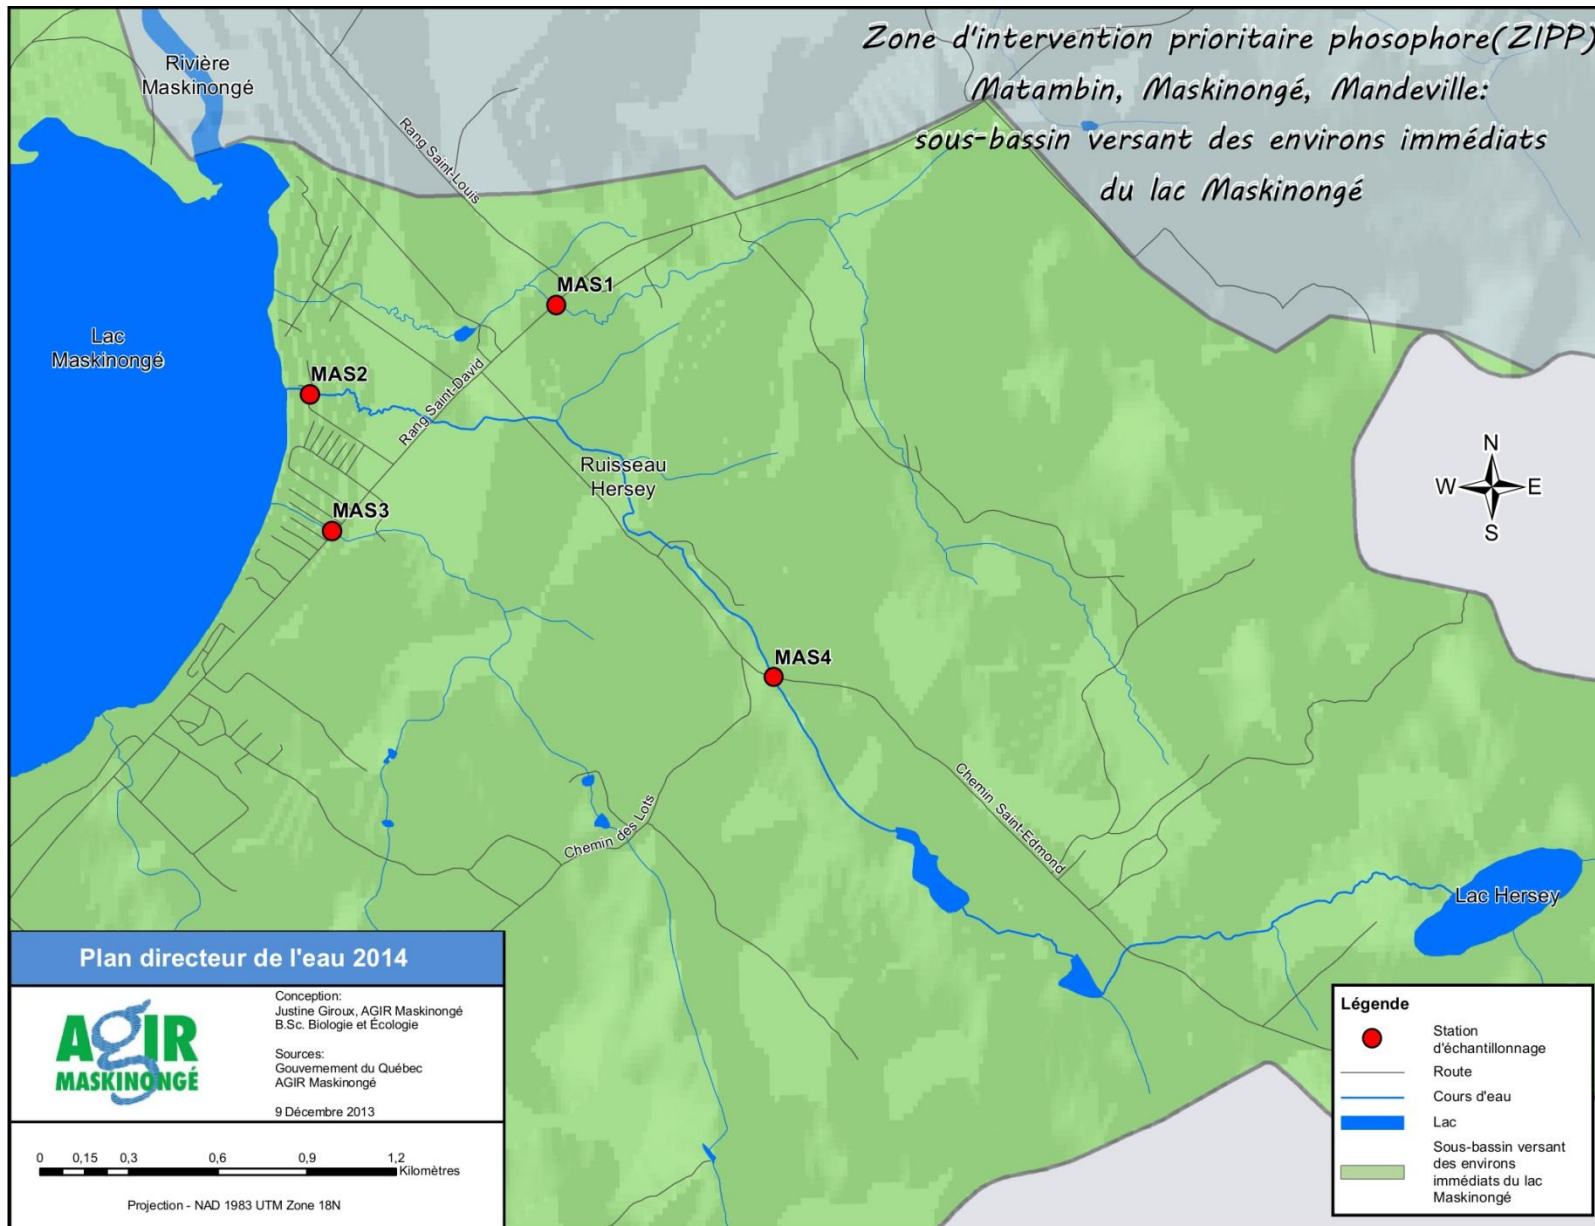 Zone d'intervention prioritaire phosophore(ZIPP)
Matambin, Maskinongé, Mandeville:
sous-bassin versant des environs immédiats
du lac Maskinongé
Rivière
Maskinongé
Rang Saint-Louis
MAS1
Lac
Maskinongé
MAS2
Rang Saint-David
Ruisseau
Hersey
N
W
E
S
MAS3
MAS4
Chemin Saint-Edmond
Chemin des Lots
Lac Hersey
Plan directeur de l'eau 2014
AGIR
MASKINONGÉ
Conception:
Justine Giroux, AGIR Maskinongé
B.Sc. Biologie et Écologie
Sources:
Gouvernement du Québec
AGIR Maskinongé
9 Décembre 2013
0 0,15 0,3 0,6 0,9 1,2
Kilomètres
Projection - NAD 1983 UTM Zone 18N
Légende
Station
d'échantillonnage
Route
Cours d'eau
Lac
Sous-bassin versant
des environs
immédiats du lac
Maskinongé